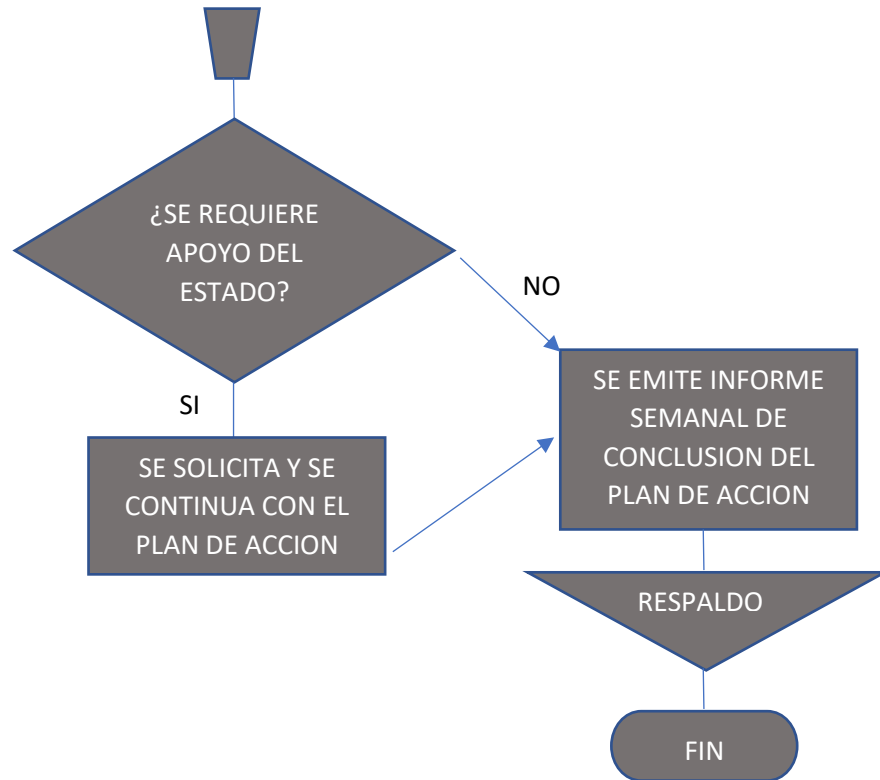 ¿SE REQUIERE
APOYO DEL
ESTADO?
NO
SI
SE SOLICITA Y SE
CONTINUA CON EL
PLAN DE ACCION
SE EMITE INFORME
SEMANAL DE
CONCLUSION DEL
PLAN DE ACCION
RESPALDO
FIN